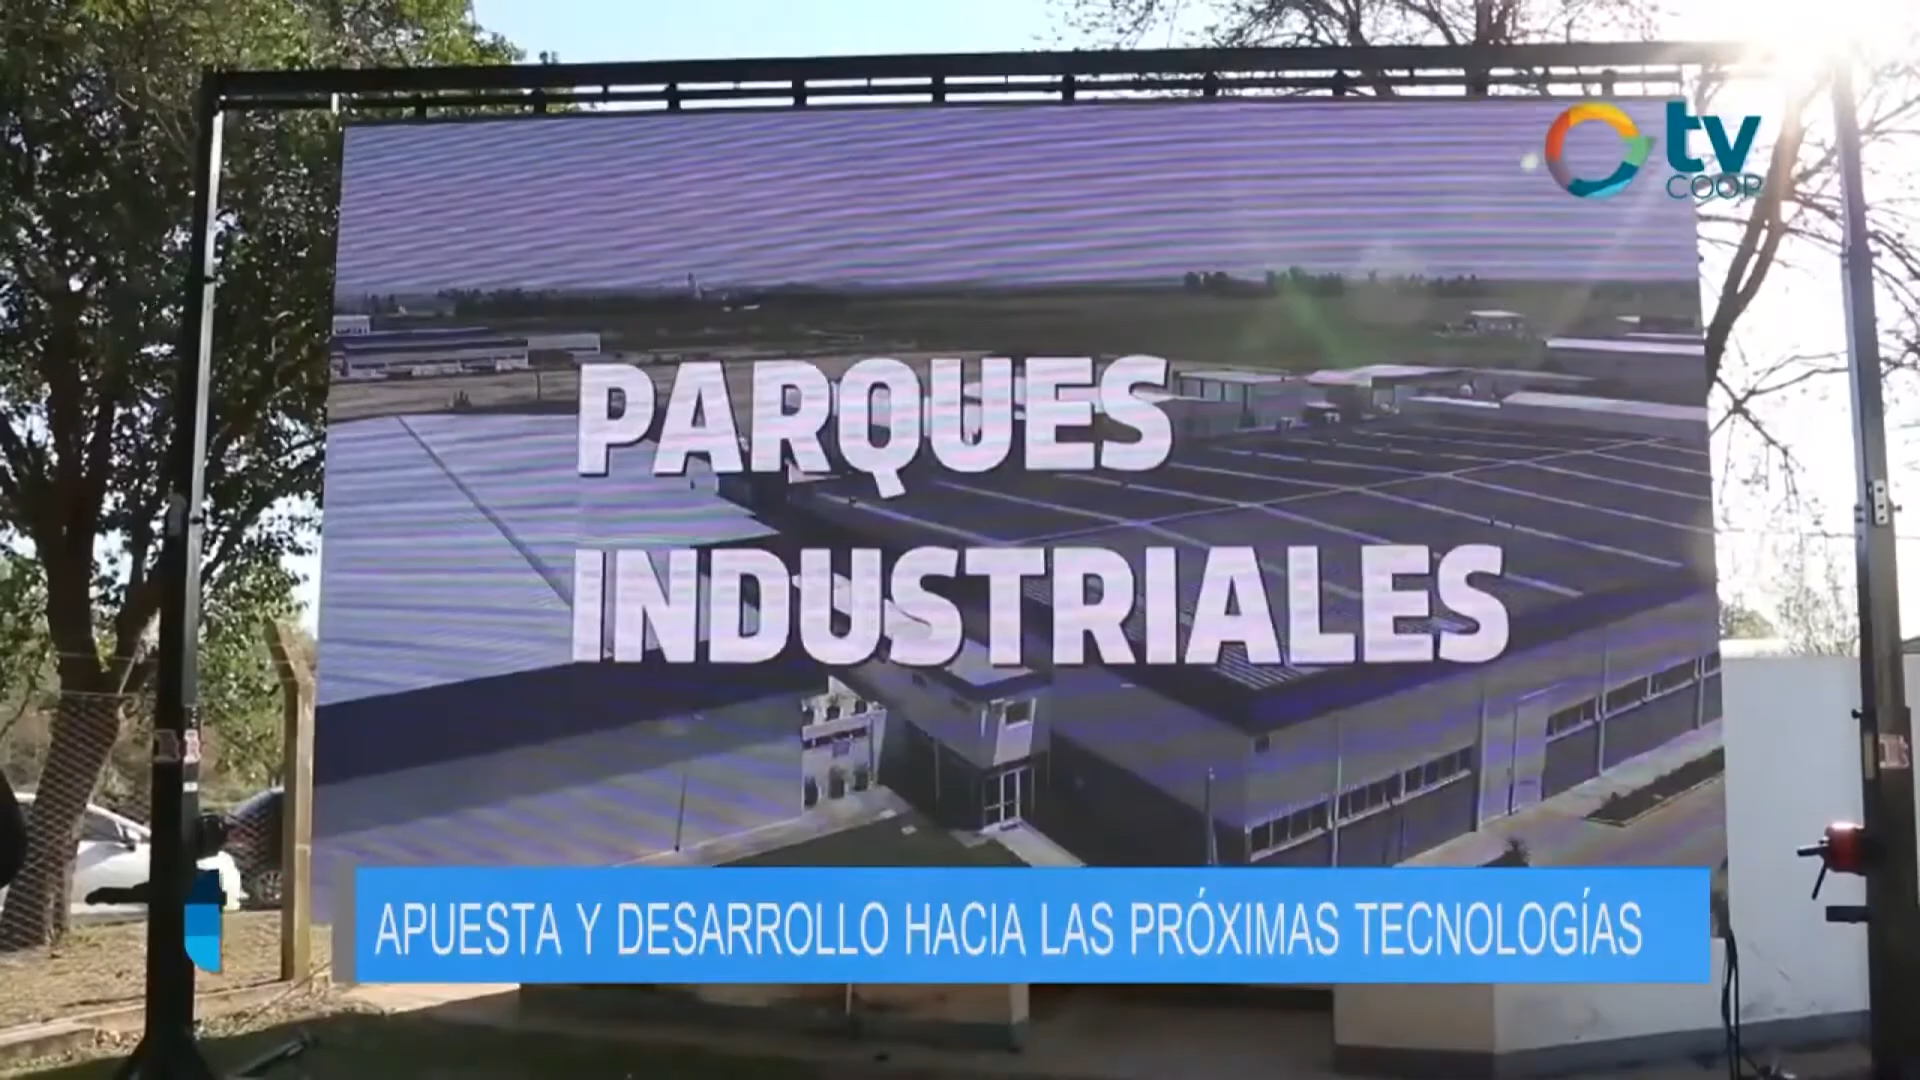 tv
COOP
PARQUES
INDUSTRIALES
APUESTA Y DESARROLLO HACIA LAS PRÓXIMAS TECNOLOGÍAS